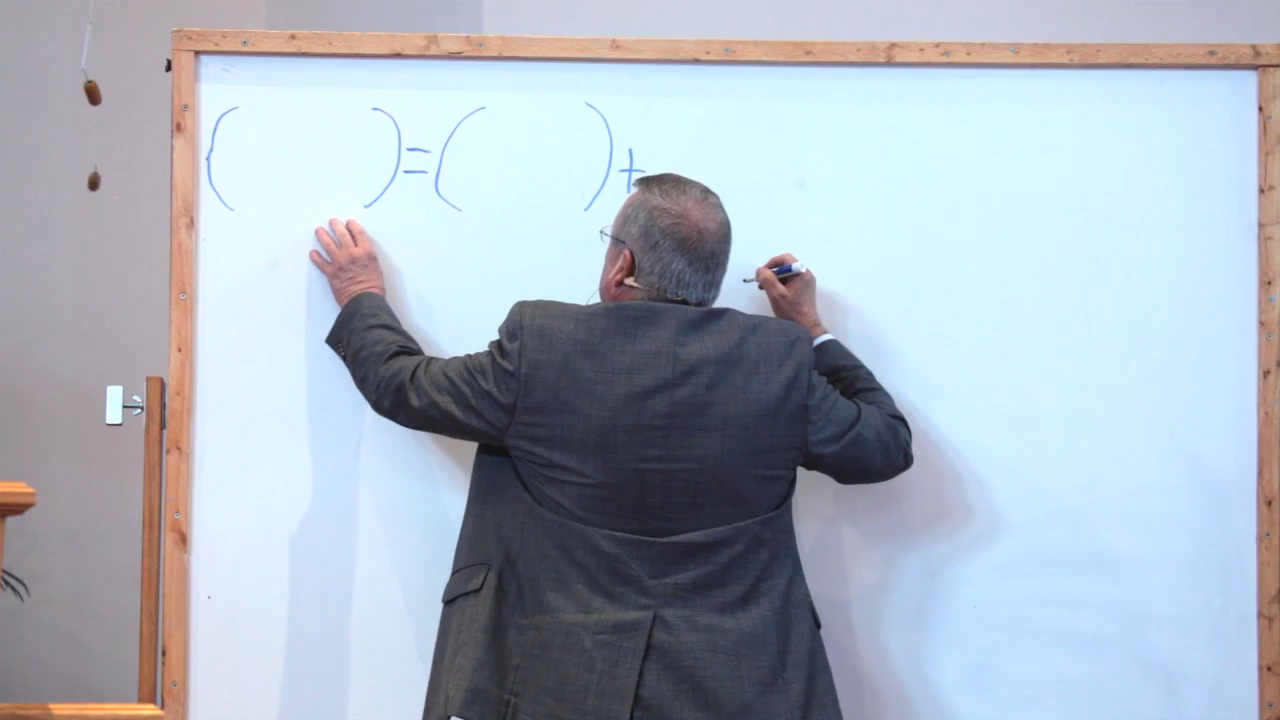 (        ) = (        ) +